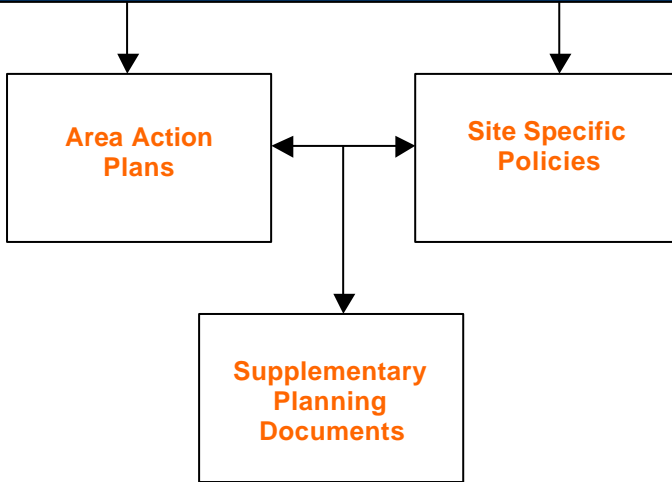 Area Action
Plans
Site Specific
Policies
Supplementary
Planning
Documents